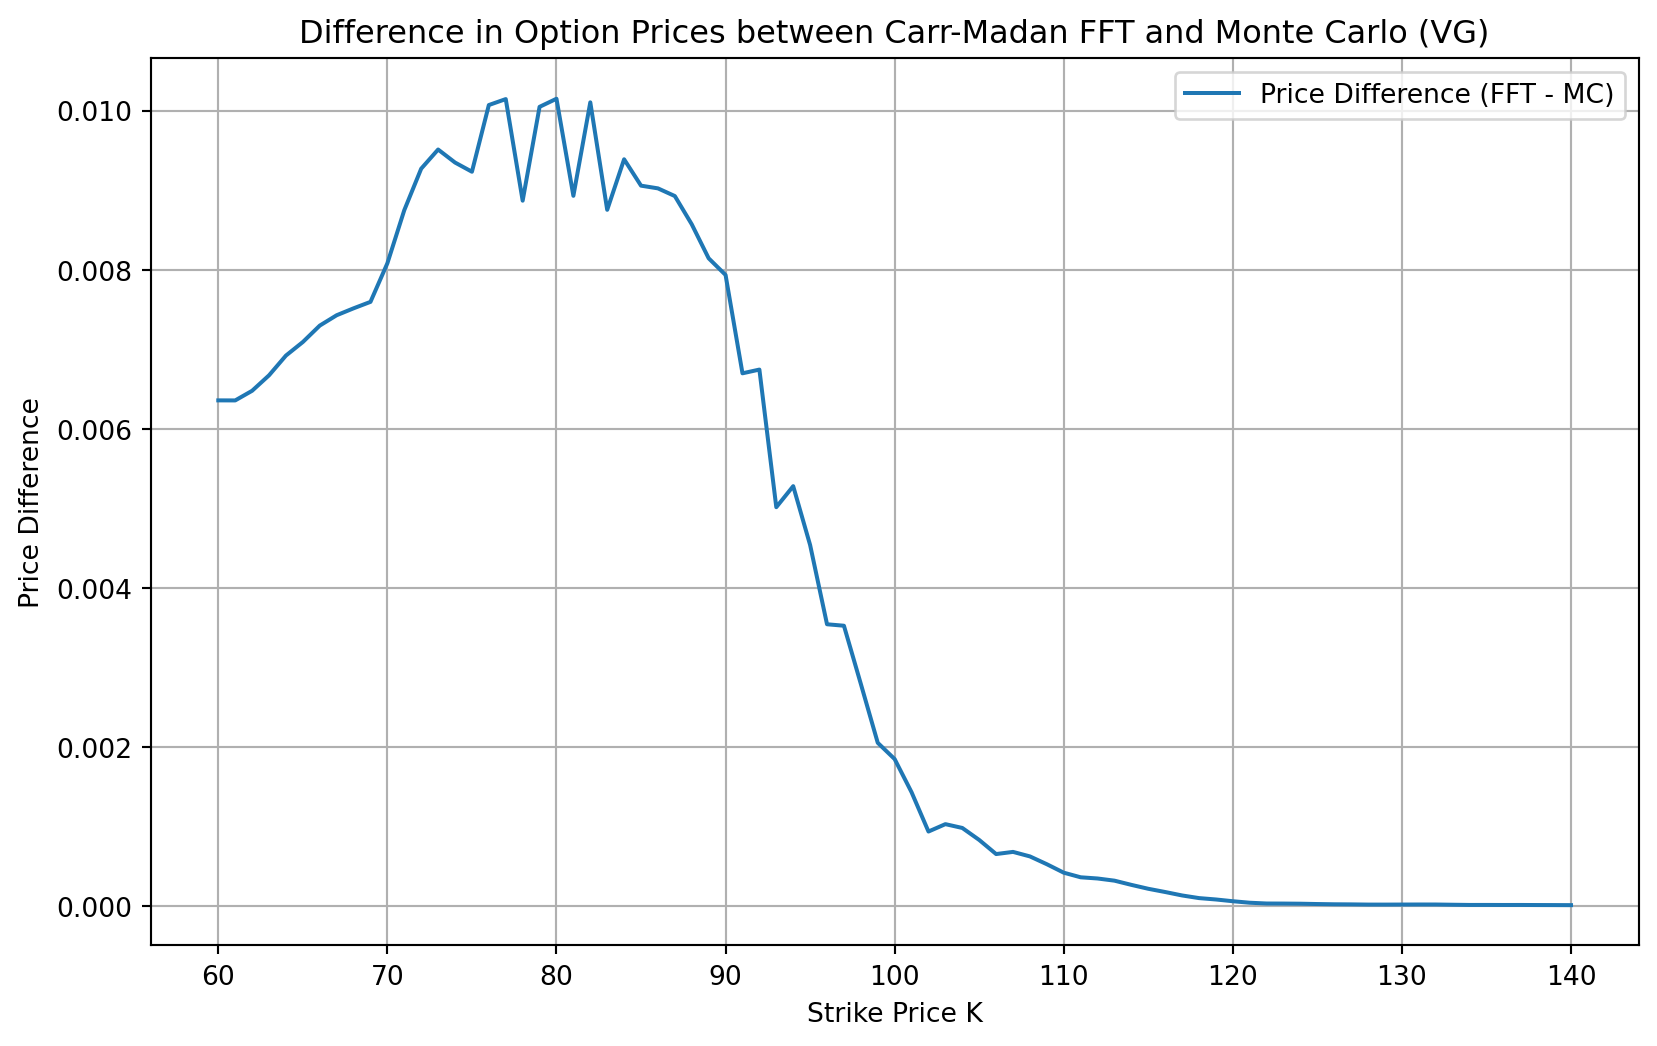 Difference in Option Prices between Carr-Madan FFT and Monte Carlo (VG)
Price Difference (FFT - MC)
0.010
0.008
0.006
0.004
0.002
0.000
Price Difference
60 70 80 90 100 110 120 130 140
Strike Price K